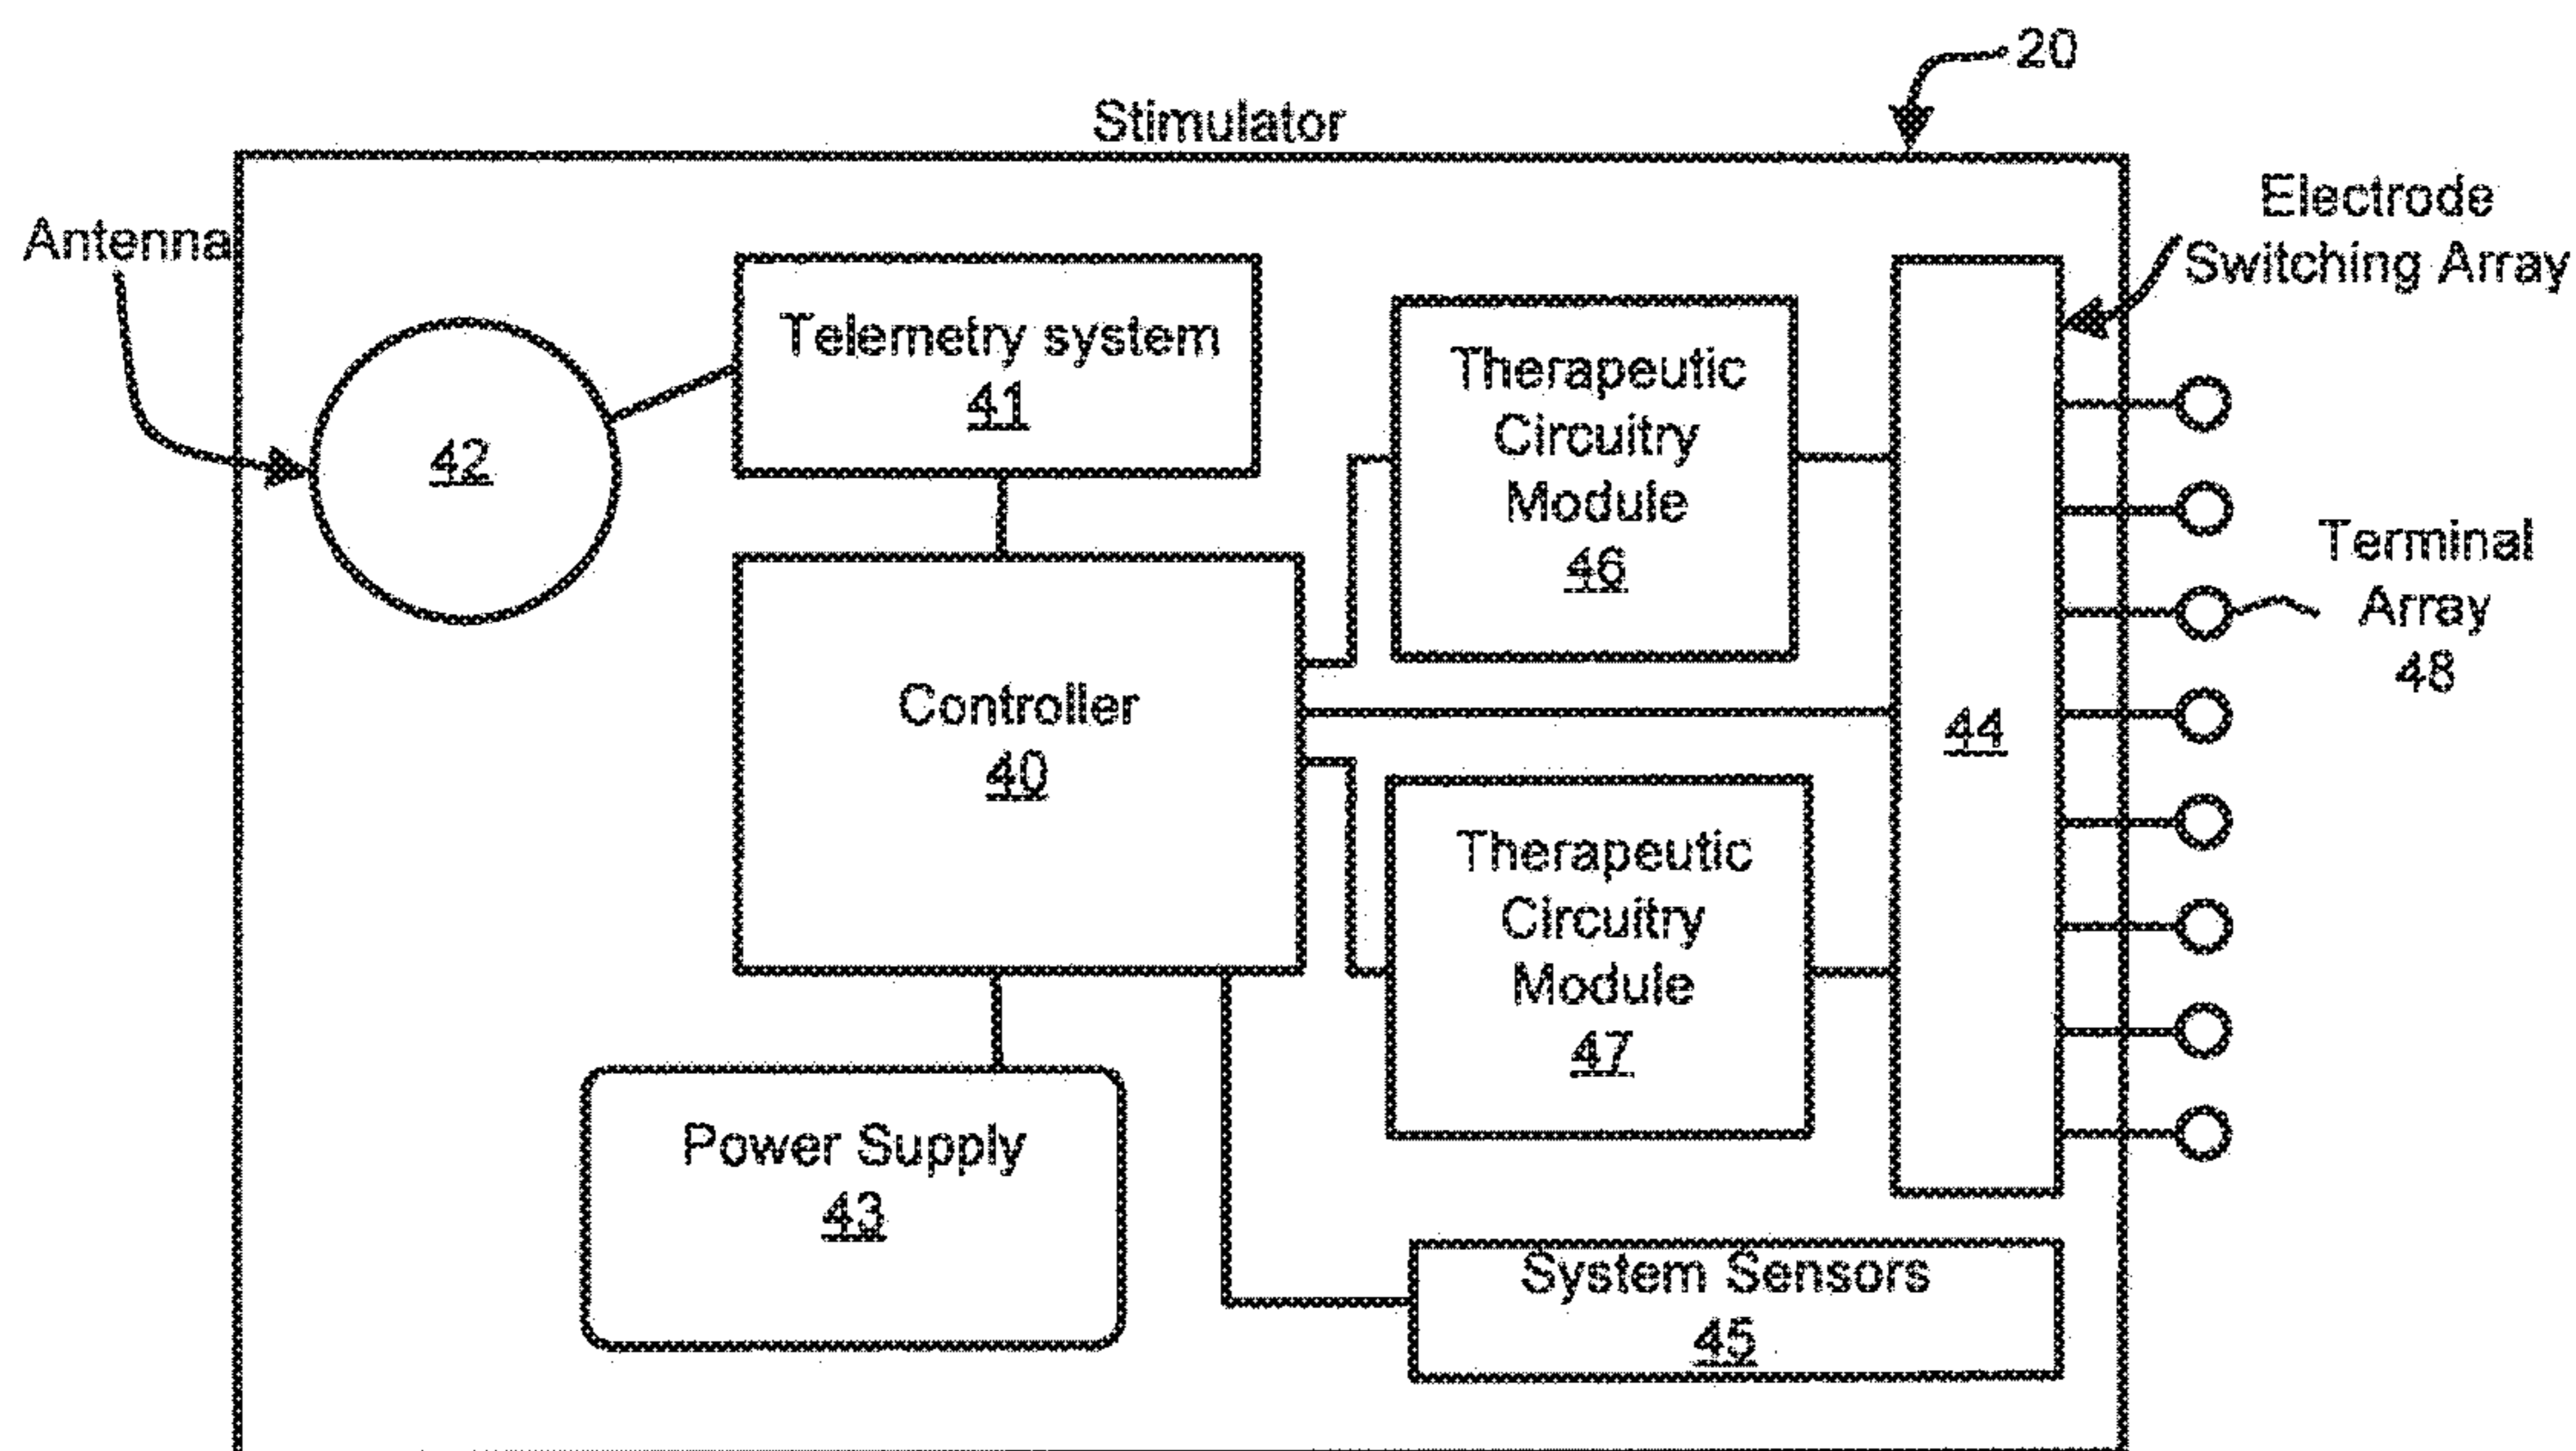 20
Stimulator
Antenna
Electrode
Switching Array
Telemetry system
41
42
Therapeutic
Circuitry
Module
46
Terminal
Array
48
Controller
40
44
Therapeutic
Circuitry
Module
47
Power Supply
43
System Sensors
45